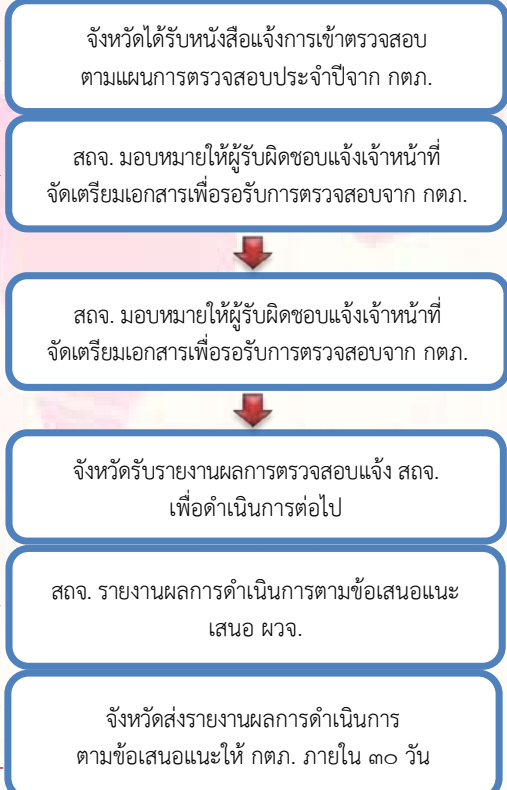 จังหวัดได้รับหนังสือแจ้งการเข้าตรวจสอบ
ตามแผนการตรวจสอบประจำปีจาก กตภ.
สถจ. มอบหมายให้ผู้รับผิดชอบแจ้งเจ้าหน้าที่
จัดเตรียมเอกสารเพื่อรอรับการตรวจสอบจาก กตภ.
สถจ. มอบหมายให้ผู้รับผิดชอบแจ้งเจ้าหน้าที่
จัดเตรียมเอกสารเพื่อรอรับการตรวจสอบจาก กตภ.
จังหวัดรับรายงานผลการตรวจสอบแจ้ง สถจ.
เพื่อดำเนินการต่อไป
สถจ. รายงานผลการดำเนินการตามข้อเสนอแนะ
เสนอ ผวจ.
จังหวัดส่งรายงานผลการดำเนินการ
ตามข้อเสนอแนะให้ กตภ. ภายใน ๓๐ วัน